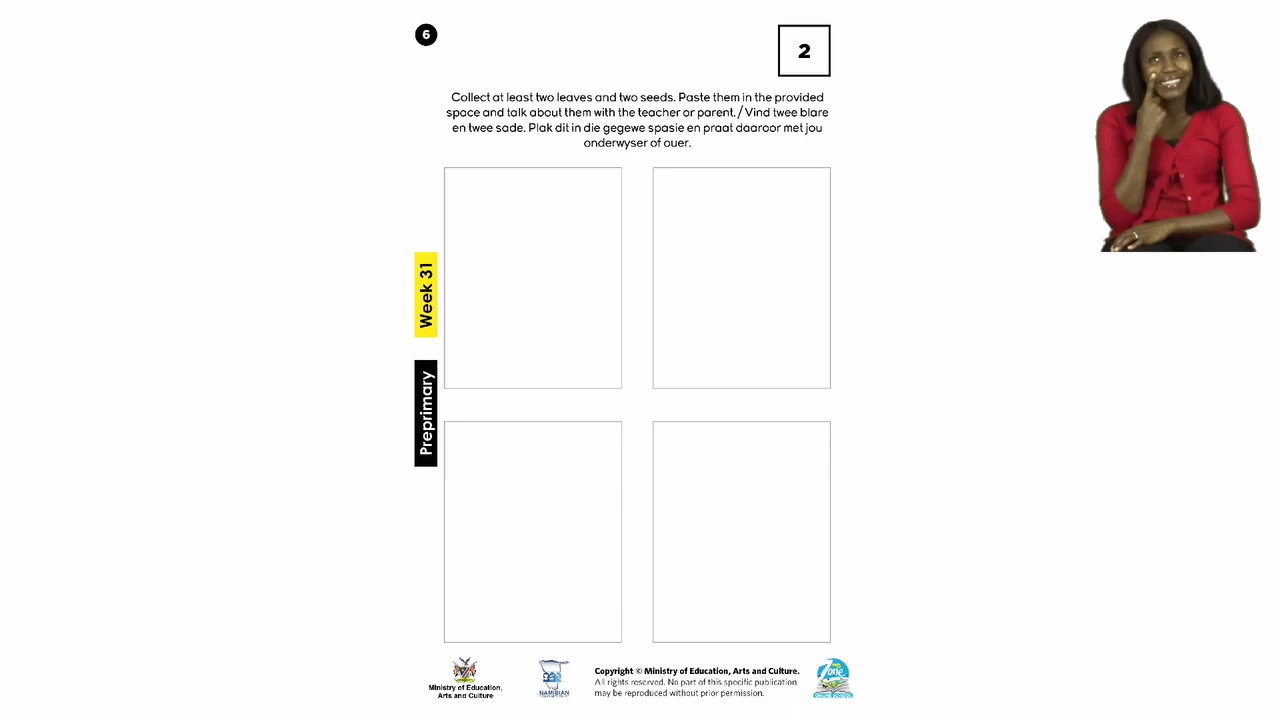 6
2
Collect at least two leaves and two seeds. Paste them in the provided
space and talk about them with the teacher or parent./Vind twee blare
en twee sade. Plak dit in die gegewe spasie en praat daaroor met jou
onderwyser of ouer.
Week 31
Preprimary
Ministry of Education,
Arts and Culture
NAMIBIAN
Copyright © Ministry of Education, Arts and Culture.
All rights reserved. No part of this specific publication
may be reproduced without prior permission.
Zone
ONLINE SCHOOL